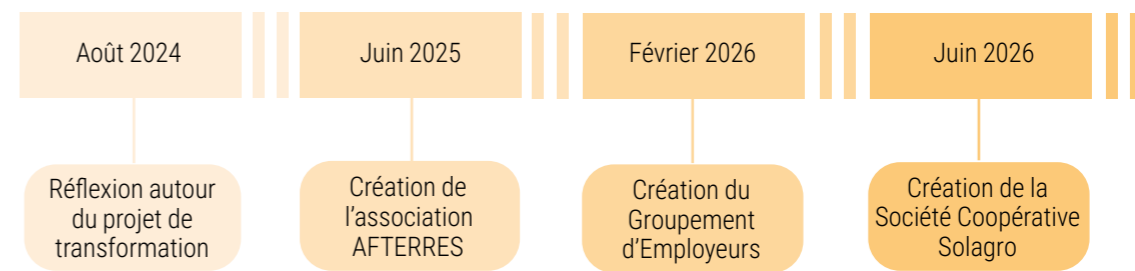 Août 2024
Juin 2025
Février 2026
Juin 2026
Réflexion autour
du projet de
transformation
Création de
l'association
AFTERRES
Création du
Groupement
d'Employeurs
Création de la
Société Coopérative
Solagro